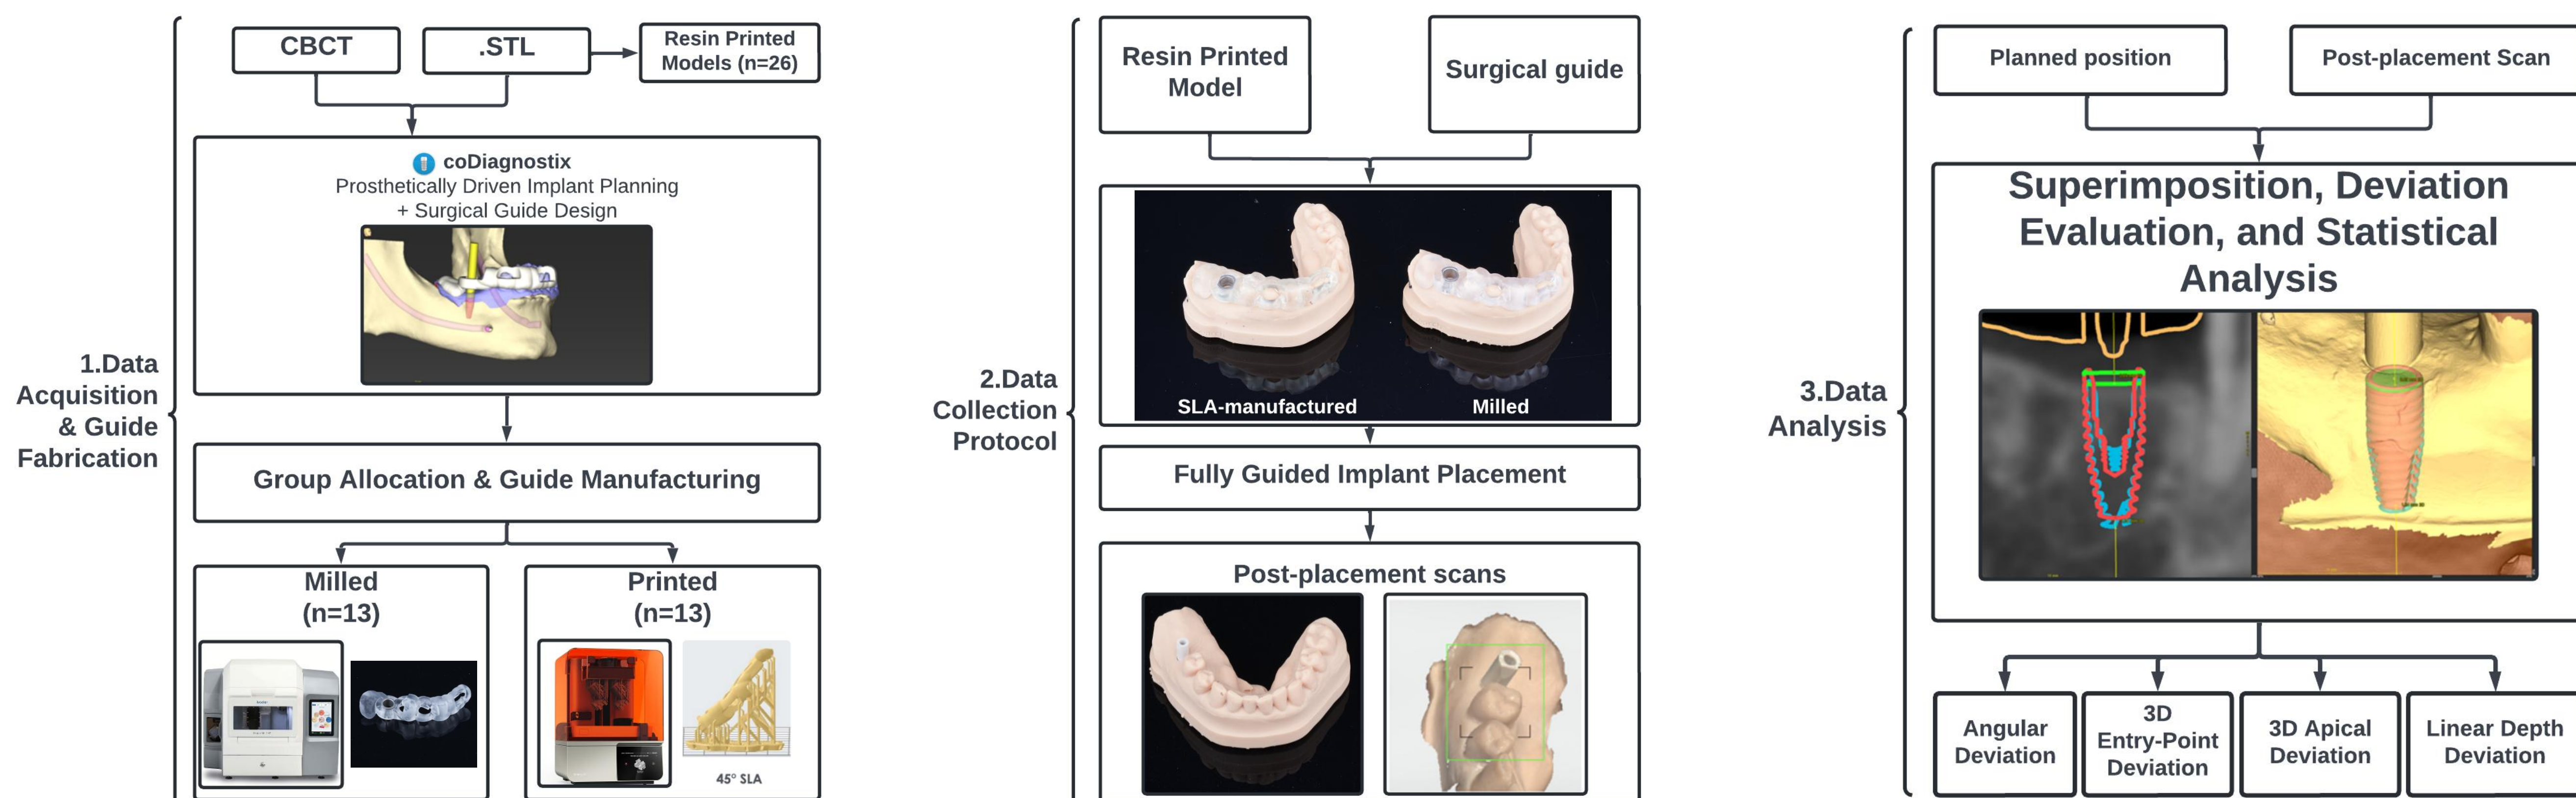 1.Data
Acquisition
& Guide
Fabrication
CBCT
.STL
Resin Printed
Models (n=26)
coDiagnostix
Prosthetically Driven Implant Planning
+ Surgical Guide Design
Group Allocation & Guide Manufacturing
Milled
(n=13)
Printed
(n=13)
45° SLA
2.Data
Collection
Protocol
Resin Printed
Model
Surgical guide
SLA-manufactured
Milled
Fully Guided Implant Placement
Post-placement scans
3.Data
Analysis
Planned position
Post-placement Scan
Superimposition, Deviation
Evaluation, and Statistical
Analysis
Angular
Deviation
3D
Entry-Point
Deviation
3D Apical
Deviation
Linear Depth
Deviation